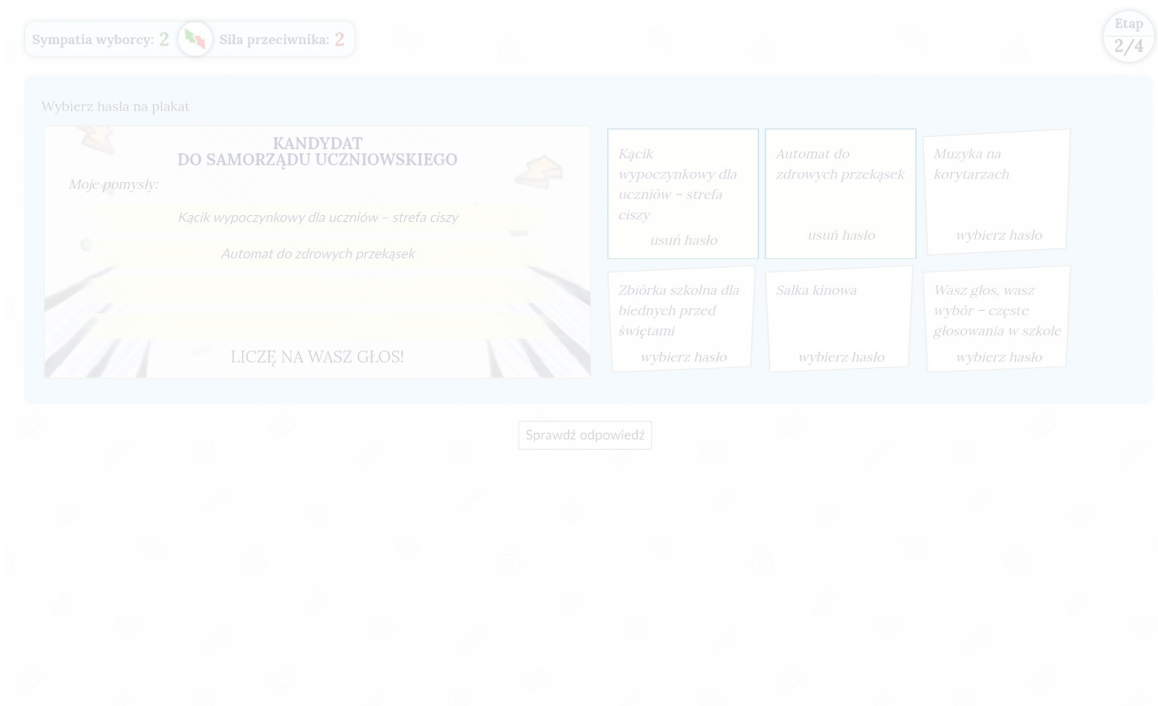 Sympatia wyborcy: 2
Siła przeciwnika: 2
Etap
2/4
Wybierz hasła na plakat
KANDYDAT
DO SAMORZĄDU UCZNIOWSKIEGO
Moje pomysły:
Kącik wypoczynkowy dla uczniów – strefa ciszy
Automat do zdrowych przekąsek
LICZĘ NA WASZ GŁOS!
Kącik
wypoczynkowy dla
uczniów – strefa
ciszy
usuń hasło
Automat do
zdrowych przekąsek
usuń hasło
Muzyka na
korytarzach
wybierz hasło
Zbiórka szkolna dla
biednych przed
świętami
wybierz hasło
Salka kinowa
wybierz hasło
Wasz głos, wasz
wybór – częste
głosowania w szkole
wybierz hasło
Sprawdź odpowiedź